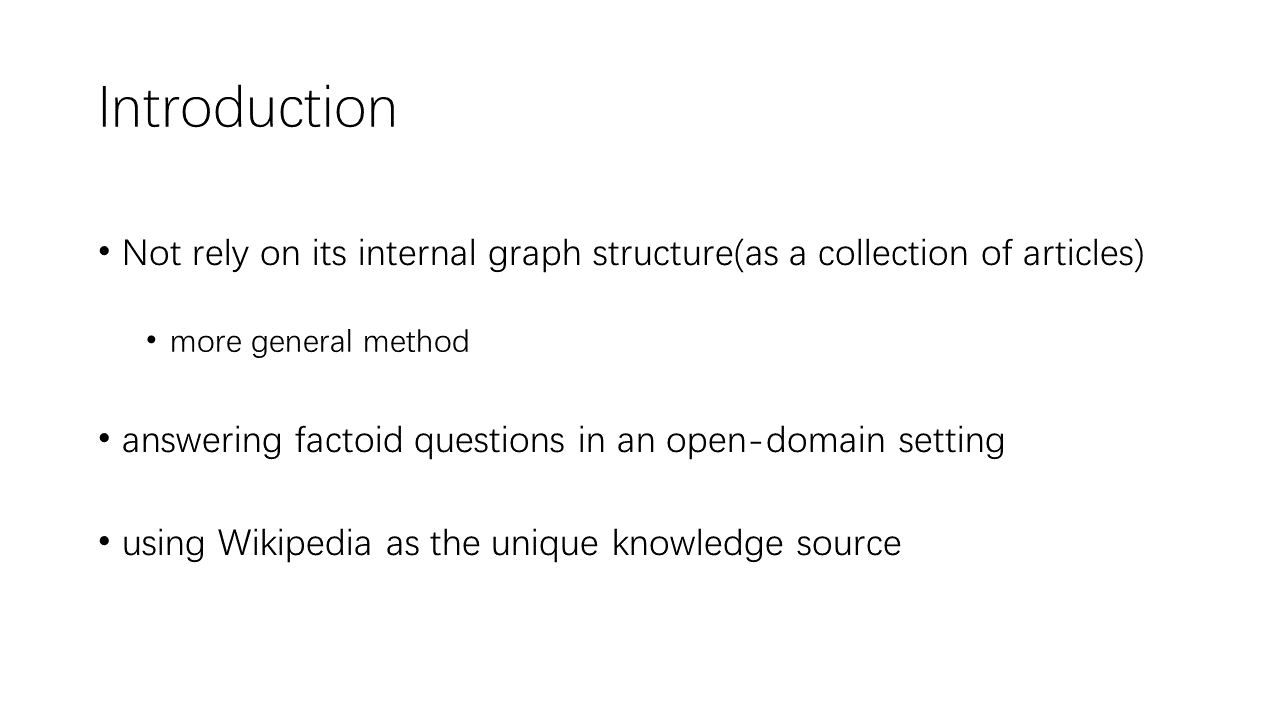 Introduction
• Not rely on its internal graph structure(as a collection of articles)
• more general method
• answering factoid questions in an open-domain setting
• using Wikipedia as the unique knowledge source